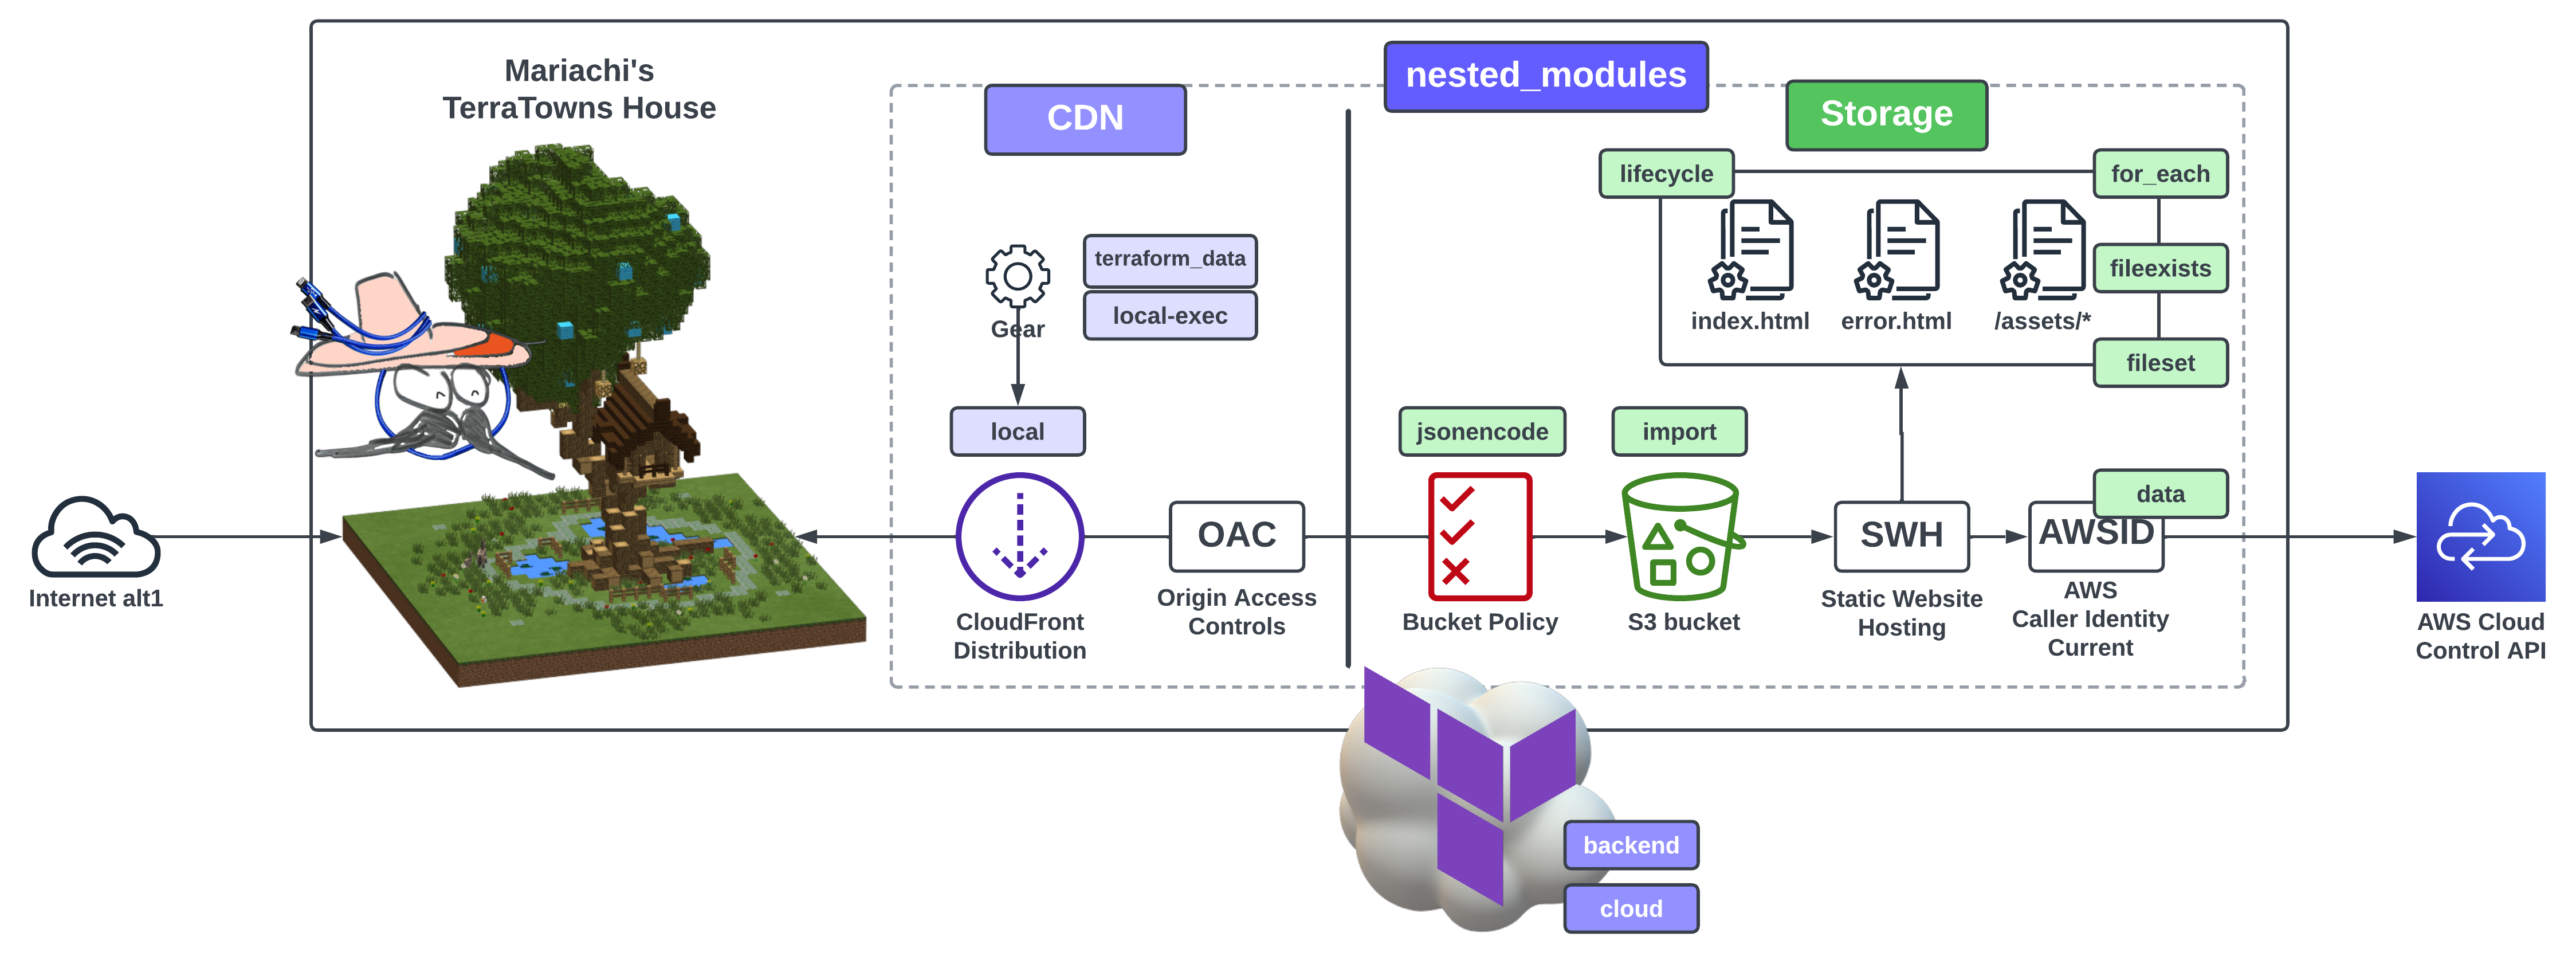 Mariachi's
TerraTowns House
nested_modules
CDN
Storage
lifecycle
for_each
terraform_data
fileexists
local-exec
Gear
index.html
error.html
/assets/*
fileset
local
jsonencode
import
data
OAC
SWH
AWSID
Internet alt1
CloudFront
Distribution
Origin Access
Controls
Bucket Policy
S3 bucket
Static Website
Hosting
AWS
Caller Identity
Current
AWS Cloud
Control API
backend
cloud